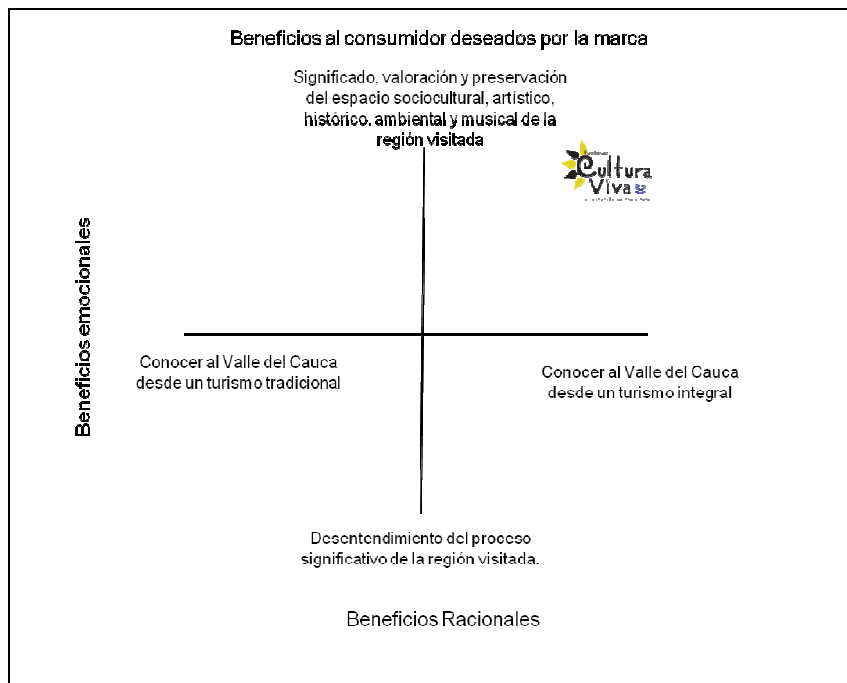 Beneficios al consumidor deseados por la marca
Significado, valoración y preservación
del espacio sociocultural, artístico,
histórico, ambiental y musical de la
región visitada
Cultura
Viva
Beneficios emocionales
Conocer al Valle del Cauca
desde un turismo tradicional
Conocer al Valle del Cauca
desde un turismo integral
Desentendimiento del proceso
significativo de la región visitada.
Beneficios Racionales